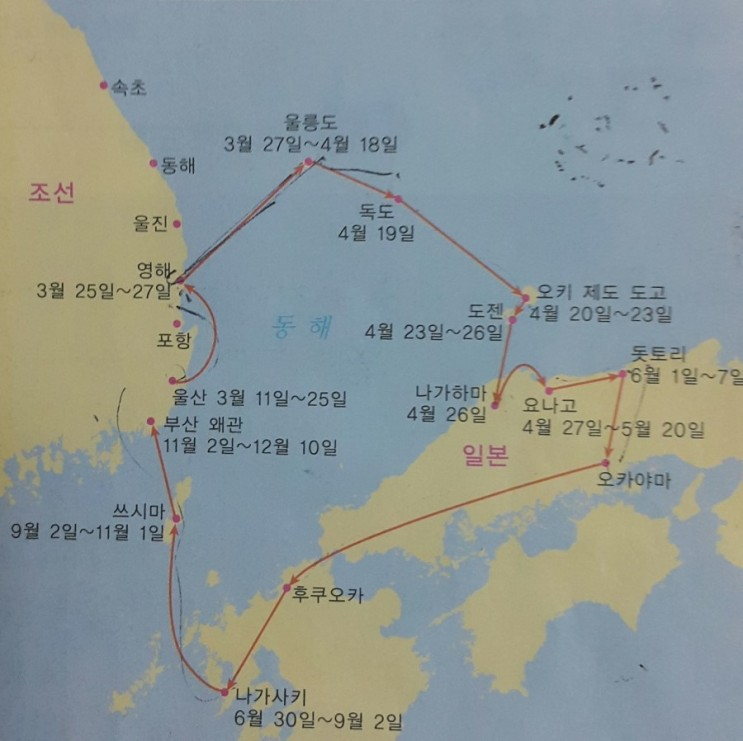 속초
울릉도
3월 27일~4월 18일
동해
조선
울진
독도
4월 19일
영해
3월 25일~27일
오키 제도 도고
4월 20일~23일
도젠
4월 23일~26일
동해
포항
돗토리
6월 1일~7일
울산 3월 11일~25일
나가하마
4월 26일
요나고
4월 27일~5월 20일
부산 왜관
11월 2일~12월 10일
일본
오카야마
쓰시마
9월 2일~11월 1일
후쿠오카
나가사키
6월 30일~9월 2일